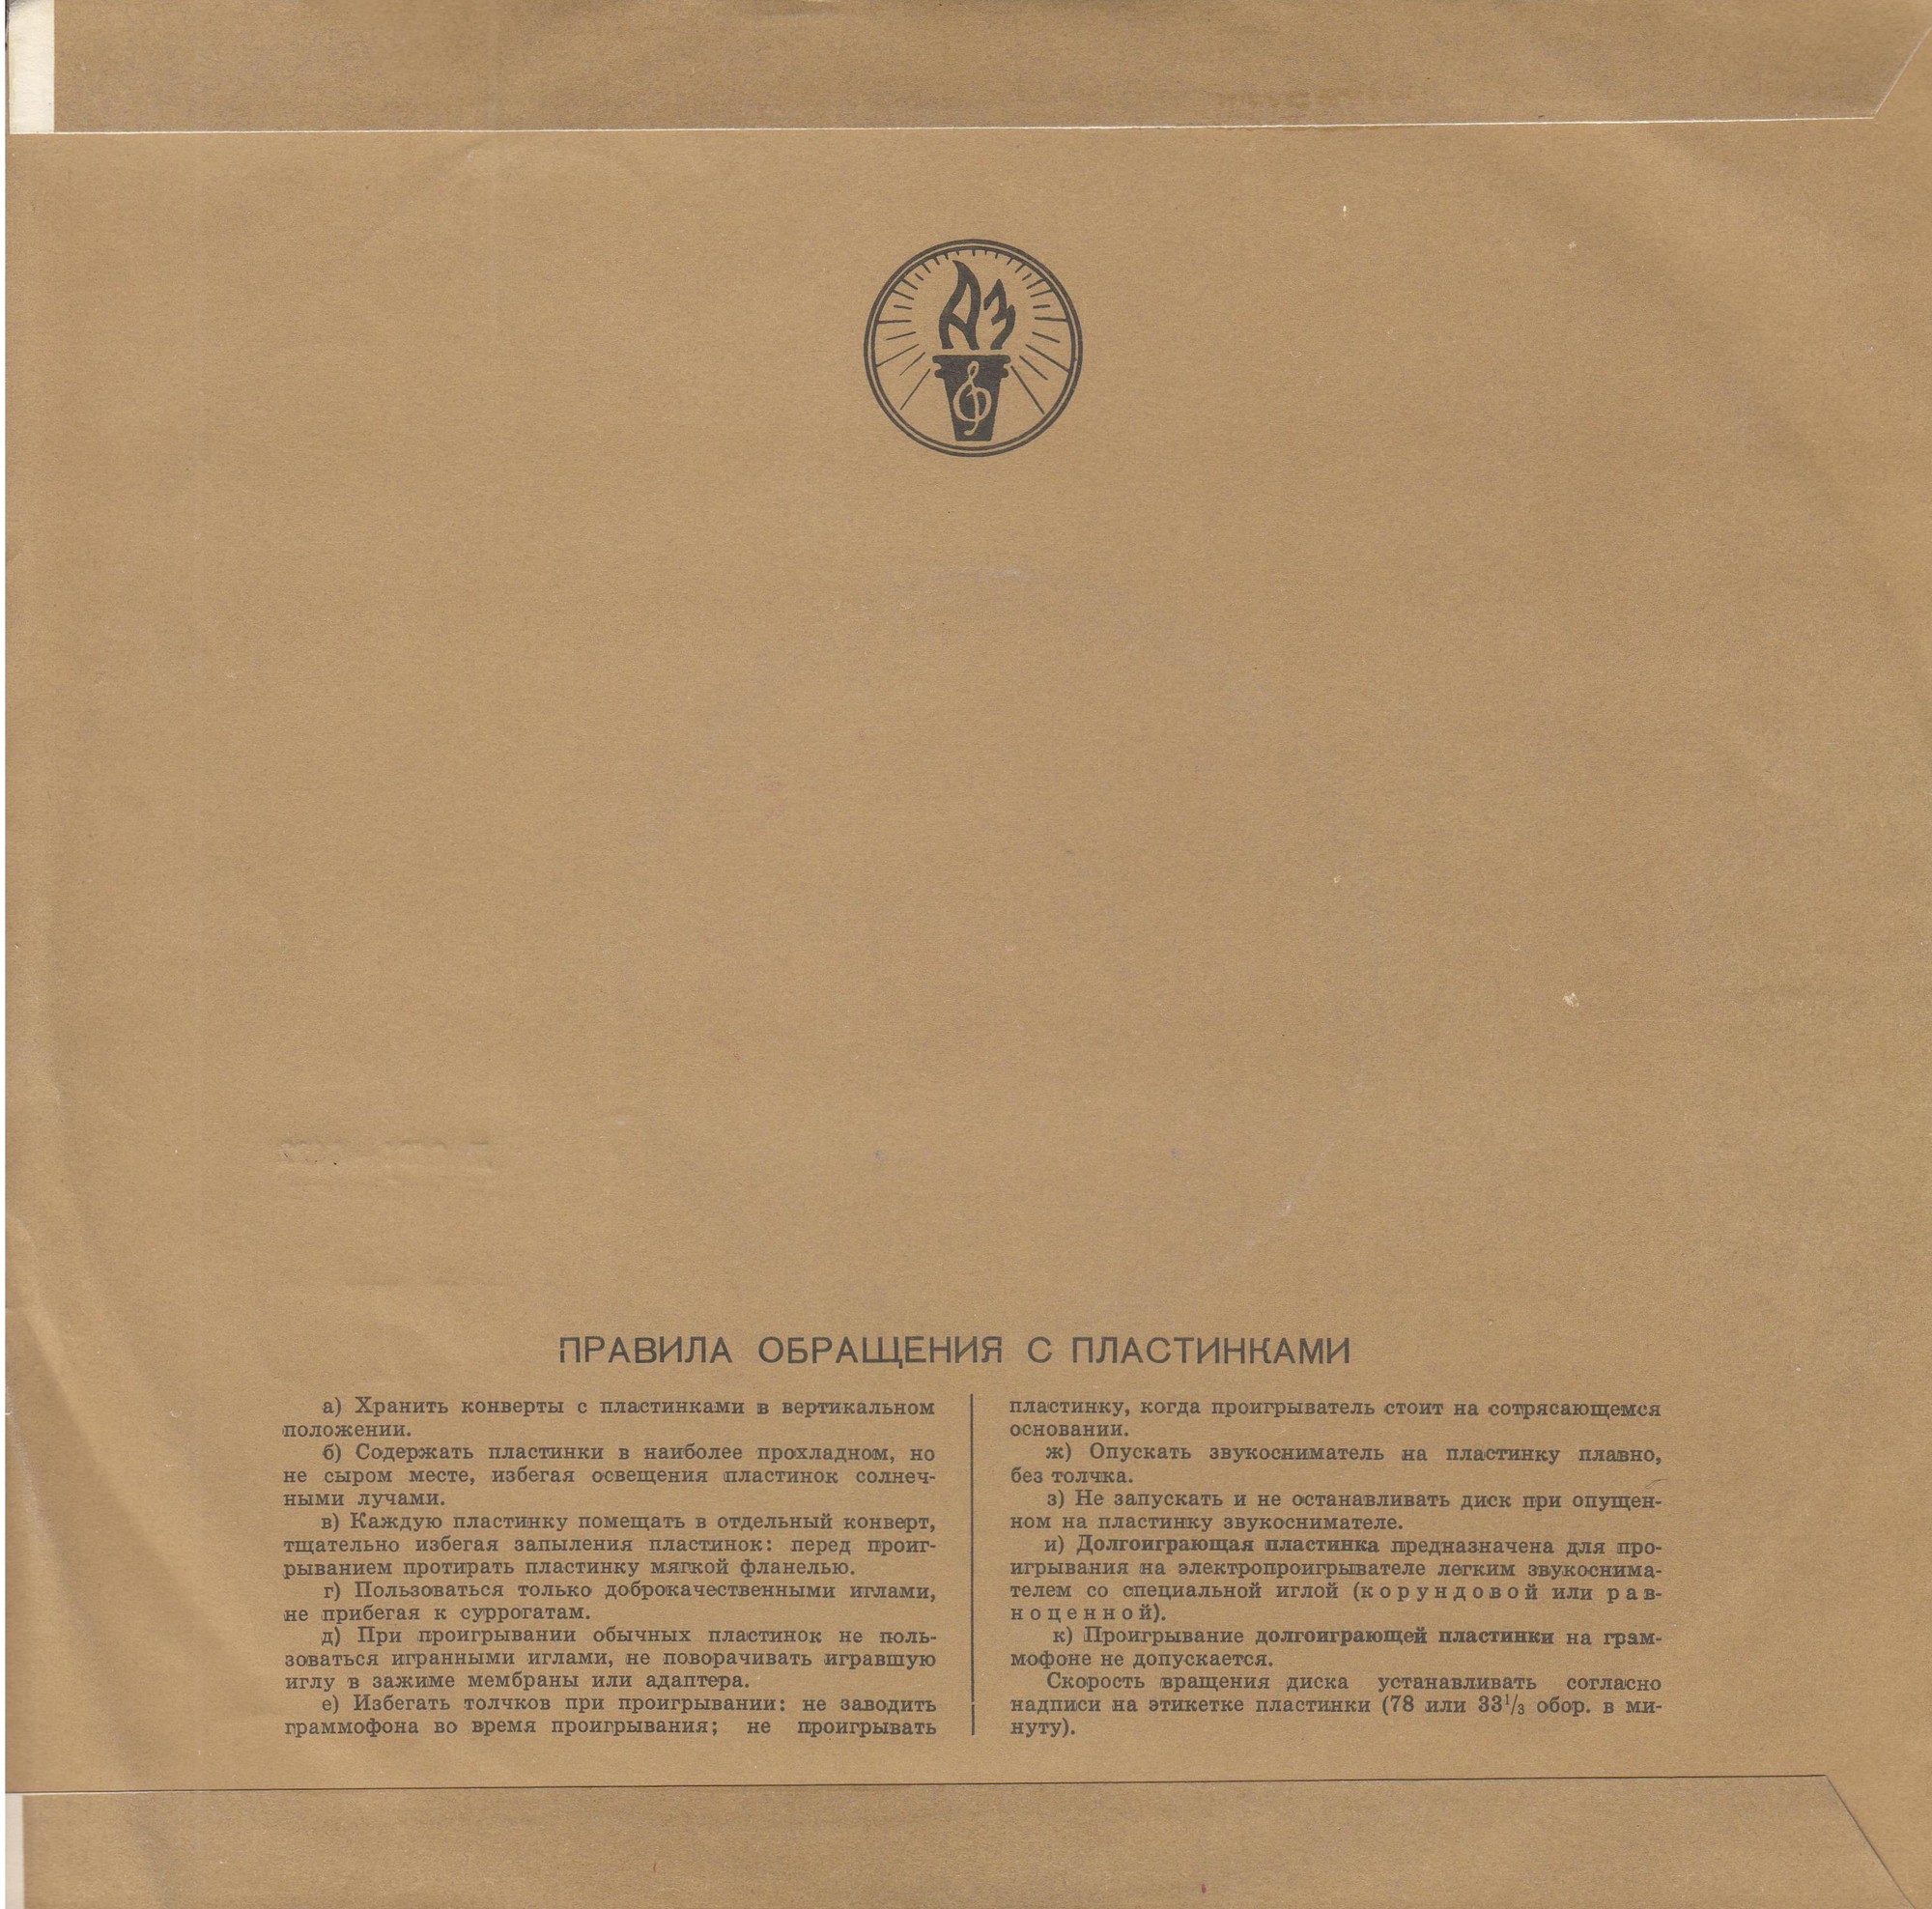 АЗ
ПРАВИЛА ОБРАЩЕНИЯ С ПЛАСТИНКАМИ
а) Хранить конверты с пластинками в вертикальном
положении.
б) Содержать пластинки в наиболее прохладном, но
не сыром месте, избегая освещения пластинок солнеч-
ными лучами.
в) Каждую пластинку помещать в отдельный конверт,
тщательно избегая запыления пластинок: перед проиг-
рыванием протирать пластинку мягкой фланелью.
г) Пользоваться только доброкачественными иглами,
не прибегая к суррогатам.
д) При проигрывании обычных пластинок не поль-
зоваться игранными иглами, не поворачивать игравшую
иглу в зажиме мембраны или адаптера.
е) Избегать толчков при проигрывании: не заводить
граммофона во время проигрывания; не проигрывать
пластинку, когда проигрыватель стоит на сотрясающемся
основании.
ж) Опускать звукосниматель на пластинку плавно,
без толчка.
з) Не запускать и не останавливать диск при опущен-
ном на пластинку звукоснимателе.
и) Долгоиграющая пластинка предназначена для про-
игрывания на электропроигрывателе легким звукоснима-
телем со специальной иглой (корундовой или рав-
ноценной).
к) Проигрывание долгоиграющей пластинки на грам-
мофоне не допускается.
Скорость вращения диска устанавливать согласно
надписи на этикетке пластинки (78 или 33¹/₃ обор. в ми-
нуту).